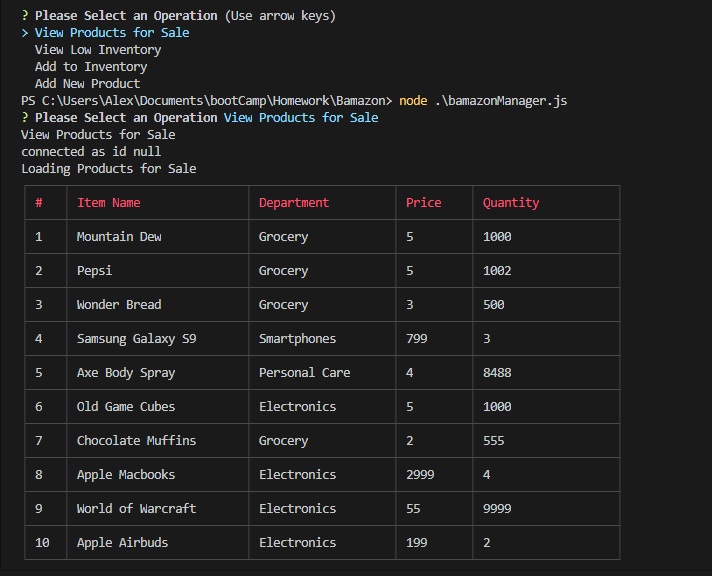 ? Please Select an Operation (Use arrow keys)
> View Products for Sale
View Low Inventory
Add to Inventory
Add New Product
PS C:\Users\Alex\Documents\bootCamp\Homework\Bamazon> node .\bamazonManager.js
? Please Select an Operation View Products for Sale
View Products for Sale
connected as id null
Loading Products for Sale
# Item Name Department Price Quantity
1 Mountain Dew Grocery 5 1000
2 Pepsi Grocery 5 1002
3 Wonder Bread Grocery 3 500
4 Samsung Galaxy S9 Smartphones 799 3
5 Axe Body Spray Personal Care 4 8488
6 Old Game Cubes Electronics 5 1000
7 Chocolate Muffins Grocery 2 555
8 Apple Macbooks Electronics 2999 4
9 World of Warcraft Electronics 55 9999
10 Apple Airbuds Electronics 199 2